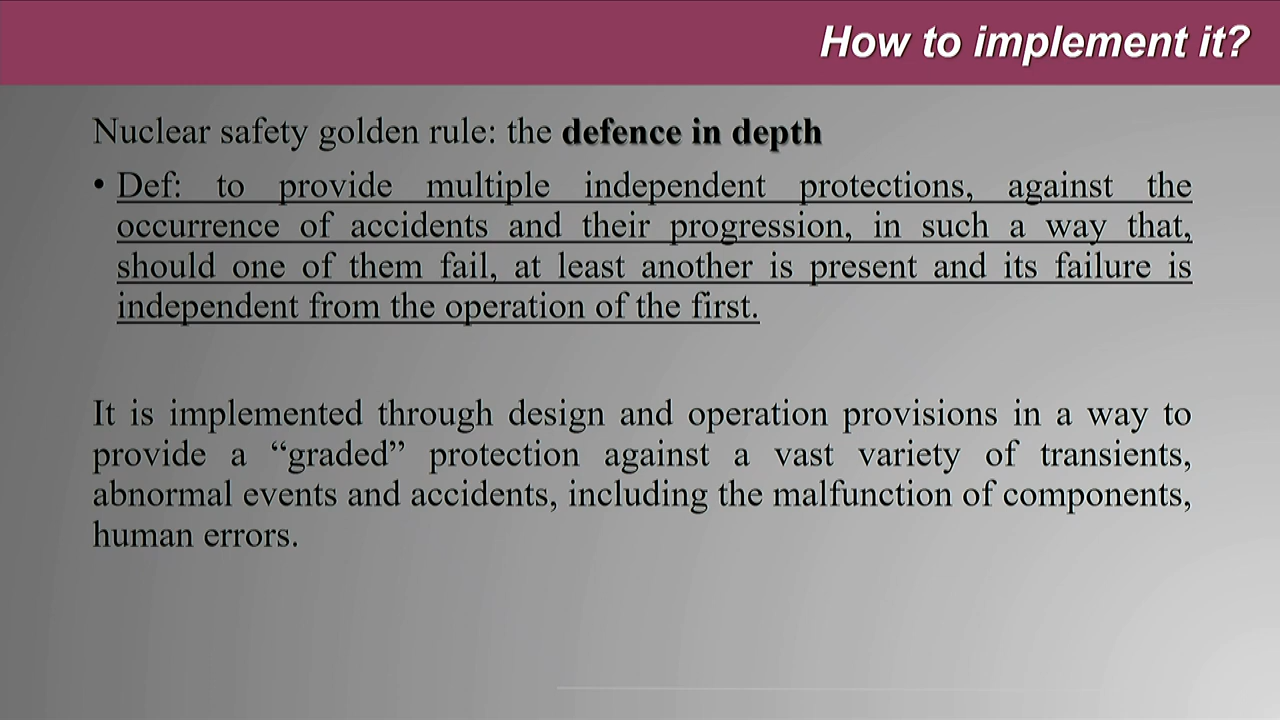 How to implement it?
Nuclear safety golden rule: the defence in depth
• Def: to provide multiple independent protections, against the
occurrence of accidents and their progression, in such a way that,
should one of them fail, at least another is present and its failure is
independent from the operation of the first.
It is implemented through design and operation provisions in a way to
provide a “graded” protection against a vast variety of transients,
abnormal events and accidents, including the malfunction of components,
human errors.